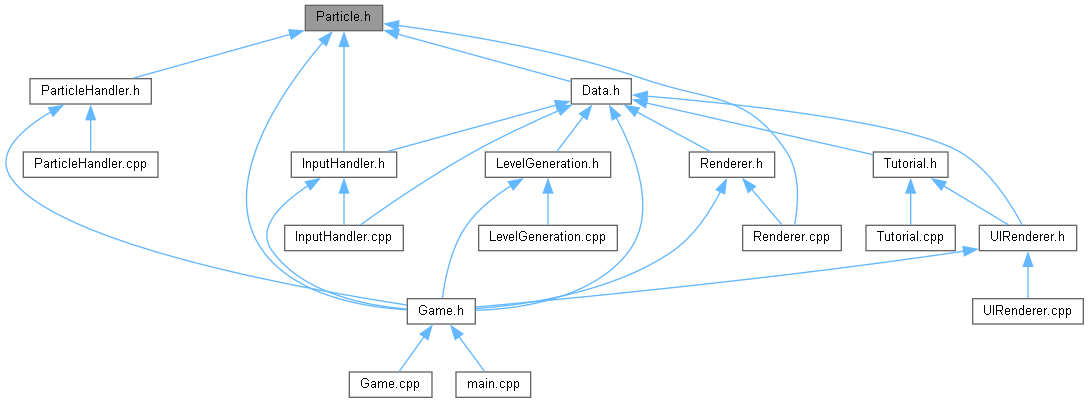 Particle.h
ParticleHandler.h
Data.h
ParticleHandler.cpp
InputHandler.h
LevelGeneration.h
Renderer.h
Tutorial.h
InputHandler.cpp
LevelGeneration.cpp
Renderer.cpp
Tutorial.cpp
UIRenderer.h
Game.h
UIRenderer.cpp
Game.cpp
main.cpp